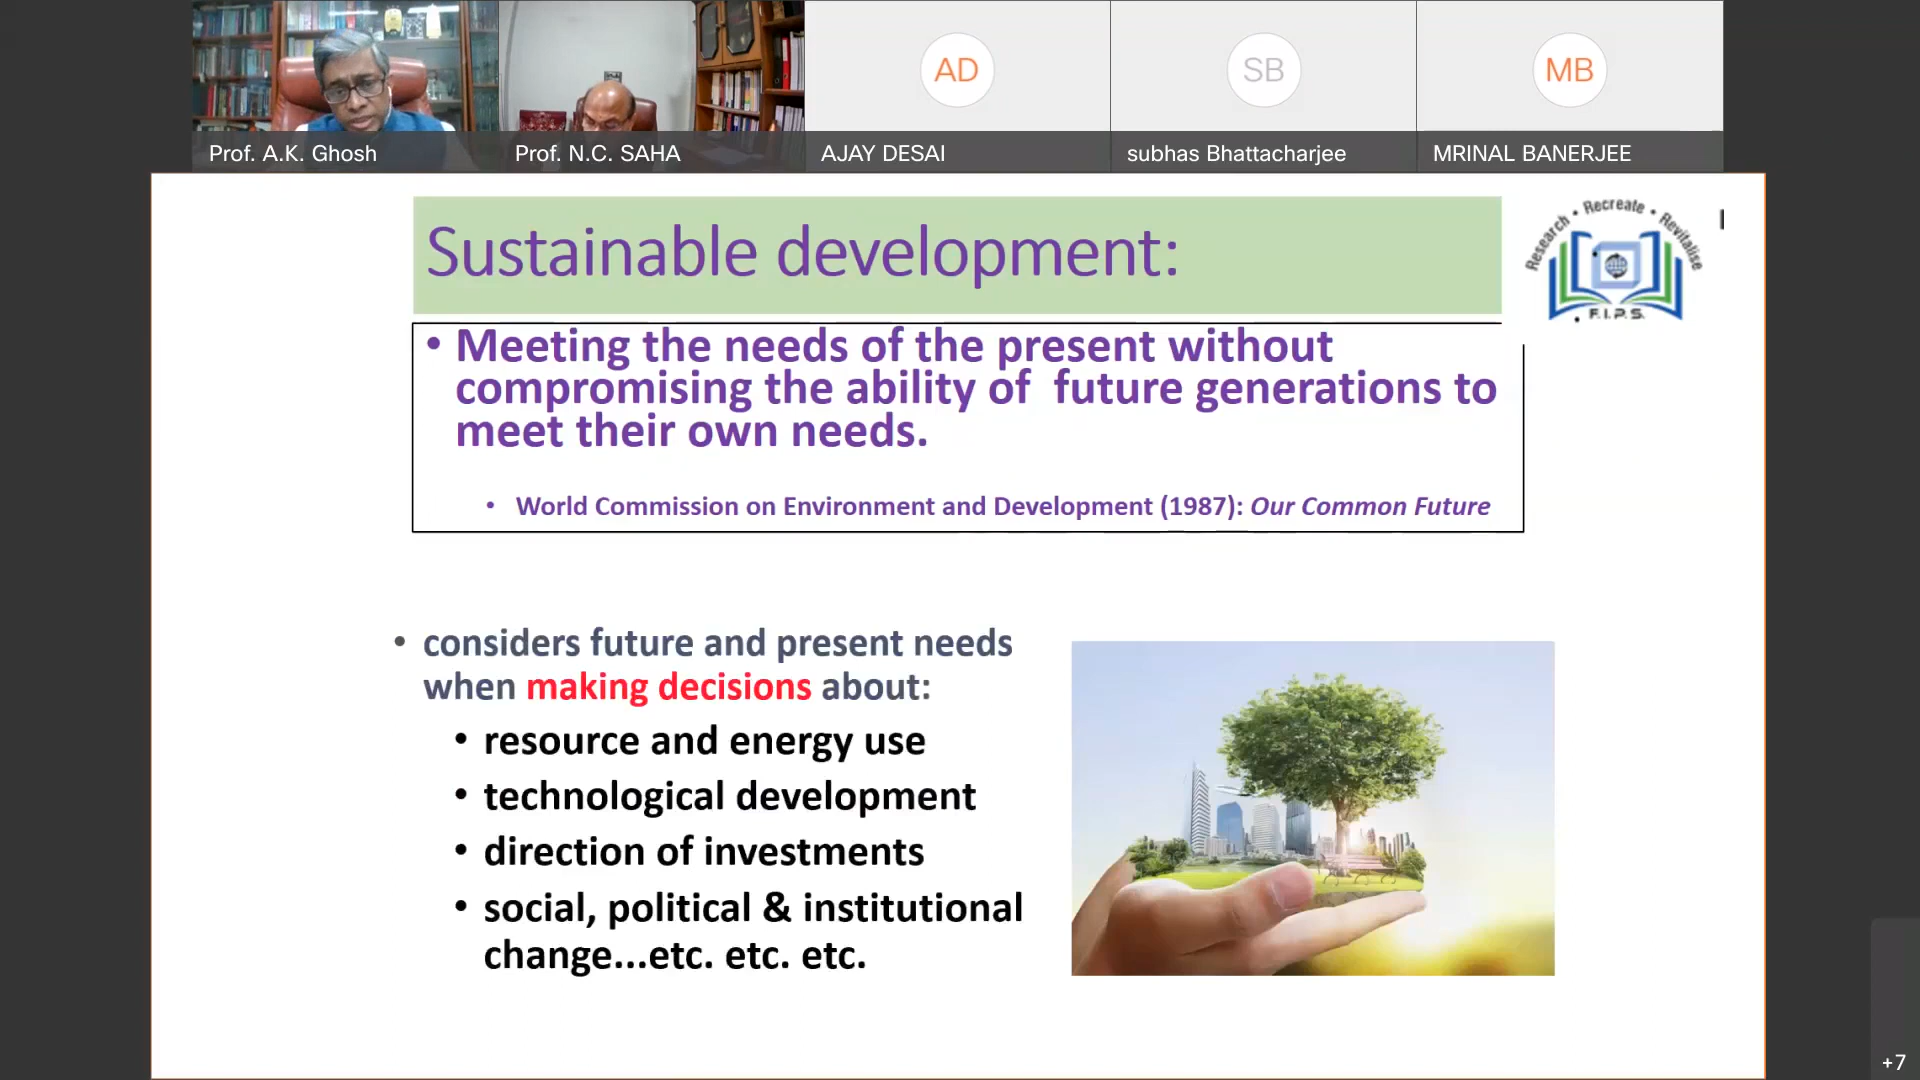 AD
SB
MB
Prof. A.K. Ghosh
Prof. N.C. SAHA
AJAY DESAI
subhas Bhattacharjee
MRINAL BANERJEE
Sustainable development:
Research • Recreate • Revitalise
F.I.P.S.
• Meeting the needs of the present without
compromising the ability of future generations to
meet their own needs.
• World Commission on Environment and Development (1987): Our Common Future
• considers future and present needs
when making decisions about:
• resource and energy use
• technological development
• direction of investments
• social, political & institutional
change...etc. etc. etc.
+7